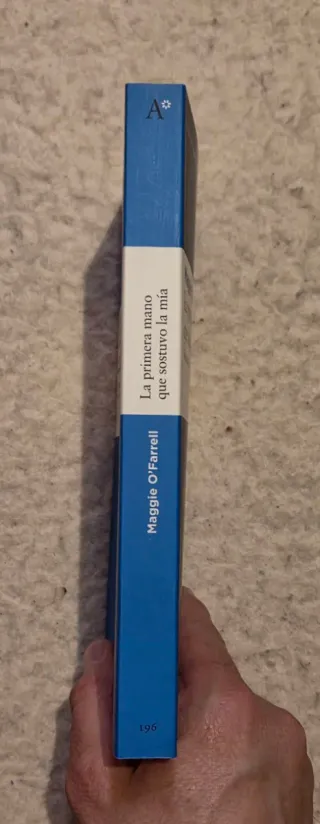 A
La primera mano
que sostuvo la mía
Maggie O'Farrell
196